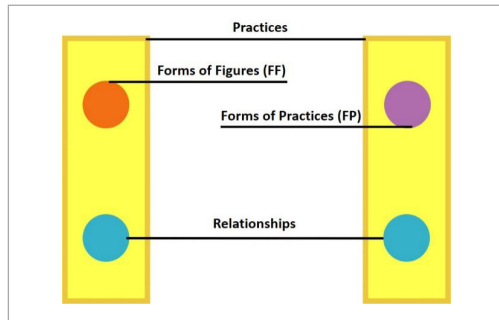 Practices
Forms of Figures (FF)
Forms of Practices (FP)
Relationships